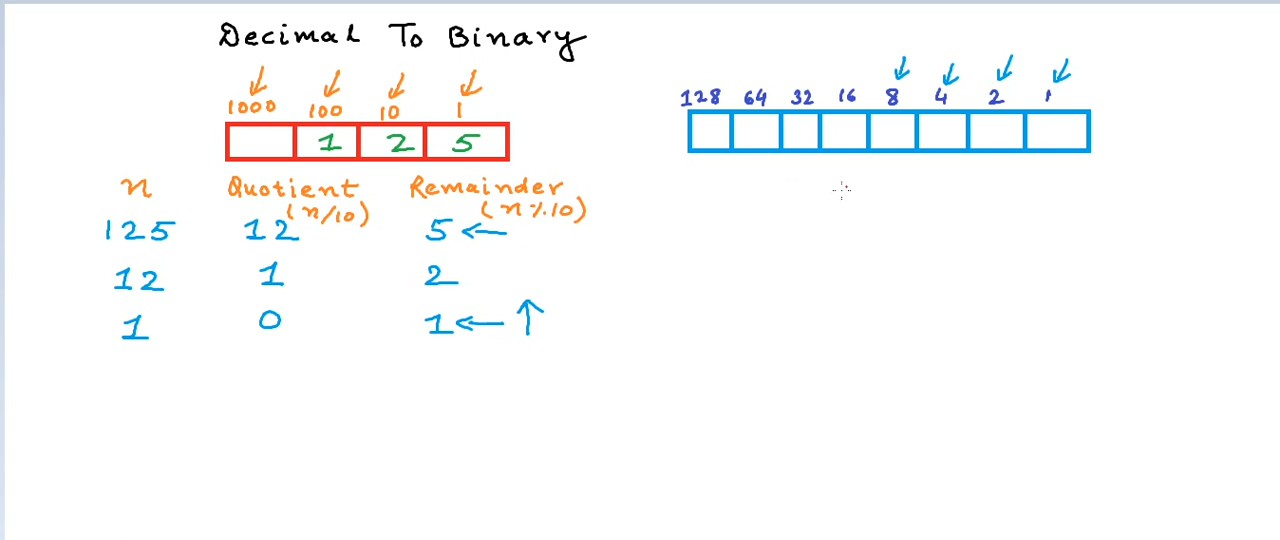 Decimal To Binary
1000 100 10 1
1 2 5
128 64 32 16 8 4 2 1
n Quotient Remainder
(n/10) (n%10)
125 12 5
12 1 2
1 0 1